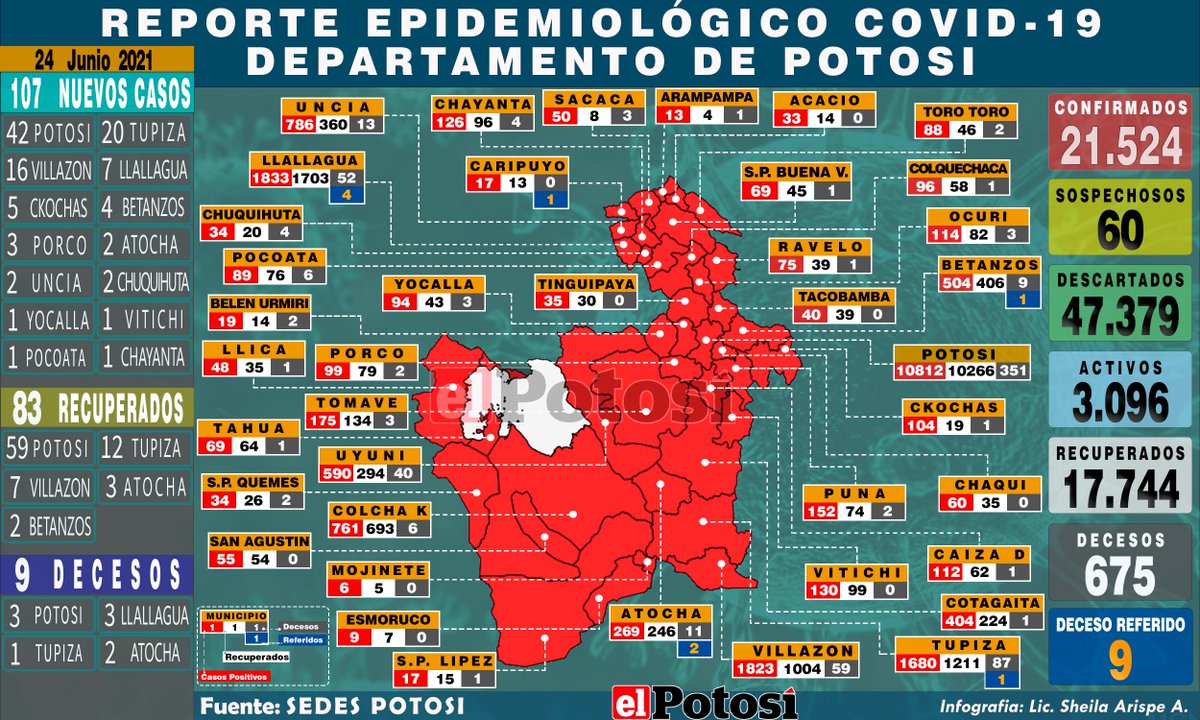 REPORTE EPIDEMIOLÓGICO COVID-19
DEPARTAMENTO DE POTOSI
24 Junio 2021
107 NUEVOS CASOS
42 POTOSI 20 TUPIZA
16 VILLAZON 7 LLALLAGUA
5 CKOCHAS 4 BETANZOS
3 PORCO 2 ATOCHA
2 UNCIA 2 CHUQUIHUTA
1 YOCALLA 1 VITICHI
1 POCOATA 1 CHAYANTA
83 RECUPERADOS
59 POTOSI 12 TUPIZA
7 VILLAZON 3 ATOCHA
2 BETANZOS
9 DECESOS
3 POTOSI 3 LLALLAGUA
1 TUPIZA 2 ATOCHA
UNCIA
786 360 13
CHAYANTA
126 96 4
SACACA
50 8 3
ARAMPAMPA
13 4 1
ACACIO
33 14 0
TORO TORO
88 46 2
LLALLAGUA
1833 1703 52
4
CARIPUYO
17 13 0
1
S.P. BUENA V.
69 45 1
COLQUECHACA
96 58 1
CHUQUIHUTA
34 20 4
OCURI
114 82 3
POCOATA
89 76 6
RAVELO
75 39 1
YOCALLA
94 43 3
TINGUIPAYA
35 30 0
BETANZOS
504 406 9
1
TACOBAMBA
40 39 0
BELEN URMIRI
19 14 2
LLICA
48 35 1
PORCO
99 79 2
POTOSI
10812 10266 351
TOMAVE
175 134 3
CKOCHAS
104 19 1
TAHUA
69 64 1
UYUNI
590 294 40
S.P. QUEMES
34 26 2
PUNA
152 74 2
CHAQUI
60 35 0
COLCHA K
761 693 6
SAN AGUSTIN
55 54 0
CAIZA D
112 62 1
MOJINETE
6 5 0
VITICHI
130 99 0
COTAGAITA
404 224 1
ESMORUCO
9 7 0
ATOCHA
269 246 11
2
VILLAZON
1823 1004 59
TUPIZA
1680 1211 87
1
S.P. LIPEZ
17 15 1
el Potosí
MUNICIPIO
1 1 1 Decesos
1 Referidos
Recuperados
Casos Positivos
CONFIRMADOS
21.524
SOSPECHOSOS
60
DESCARTADOS
47.379
ACTIVOS
3.096
RECUPERADOS
17.744
DECESOS
675
DECESO REFERIDO
9
Fuente: SEDES POTOSI
el Potosí
Infografia: Lic. Sheila Arispe A.